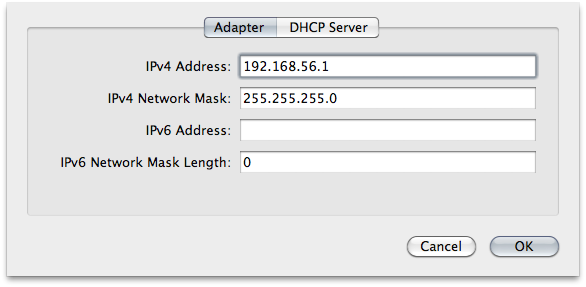 Adapter DHCP Server
IPv4 Address: 192.168.56.1
IPv4 Network Mask: 255.255.255.0
IPv6 Address:
IPv6 Network Mask Length: 0
Cancel OK